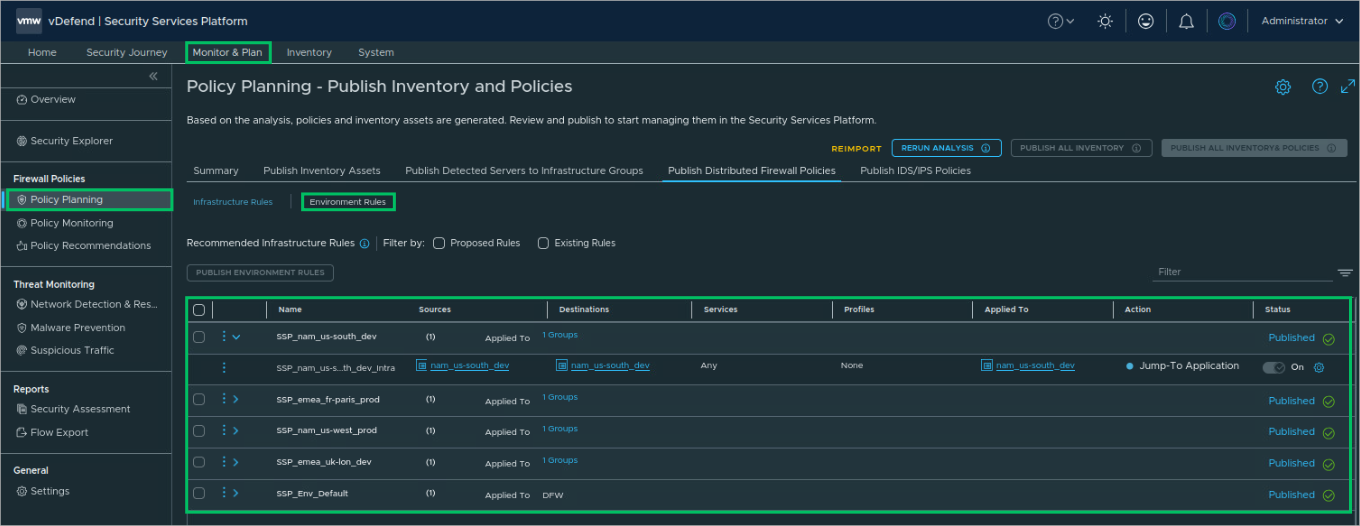 vmw vDefend | Security Services Platform
Administrator
Home Security Journey Monitor & Plan Inventory System
Overview
Security Explorer
Firewall Policies
Policy Planning
Policy Monitoring
Policy Recommendations
Threat Monitoring
Network Detection & Res...
Malware Prevention
Suspicious Traffic
Reports
Security Assessment
Flow Export
General
Settings
Policy Planning - Publish Inventory and Policies
Based on the analysis, policies and inventory assets are generated. Review and publish to start managing them in the Security Services Platform.
REIMPORT RERUN ANALYSIS PUBLISH ALL INVENTORY PUBLISH ALL INVENTORY& POLICIES
Summary Publish Inventory Assets Publish Detected Servers to Infrastructure Groups Publish Distributed Firewall Policies Publish IDS/IPS Policies
Infrastructure Rules Environment Rules
Recommended Infrastructure Rules Filter by: Proposed Rules Existing Rules
PUBLISH ENVIRONMENT RULES Filter
Name Sources Destinations Services Profiles Applied To Action Status
SSP_nam_us-south_dev (1) Applied To 1 Groups Published
SSP_nam_us-s...th_dev_Intra nam_us-south_dev nam_us-south_dev Any None nam_us-south_dev Jump-To Application On
SSP_emea_fr-paris_prod (1) Applied To 1 Groups Published
SSP_nam_us-west_prod (1) Applied To 1 Groups Published
SSP_emea_uk-lon_dev (1) Applied To 1 Groups Published
SSP_Env_Default (1) Applied To DFW Published